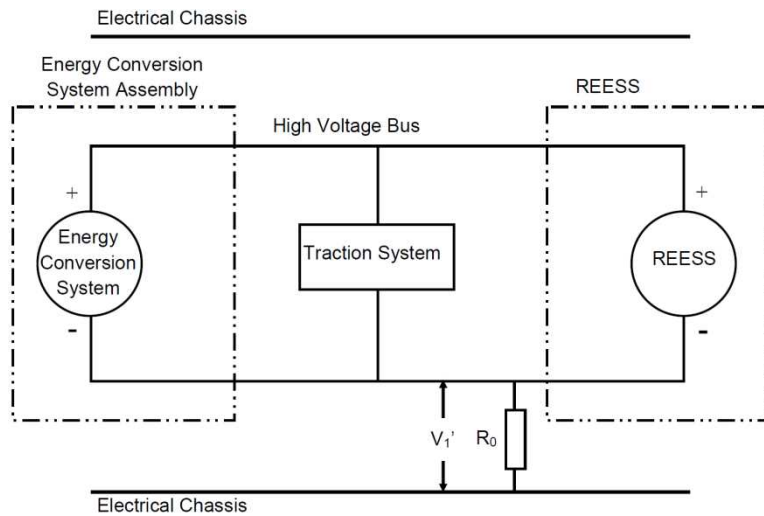 Electrical Chassis
Energy Conversion
System Assembly
REESS
High Voltage Bus
+
+
Energy
Conversion
System
Traction System
REESS
-
-
V₁'
R₀
Electrical Chassis